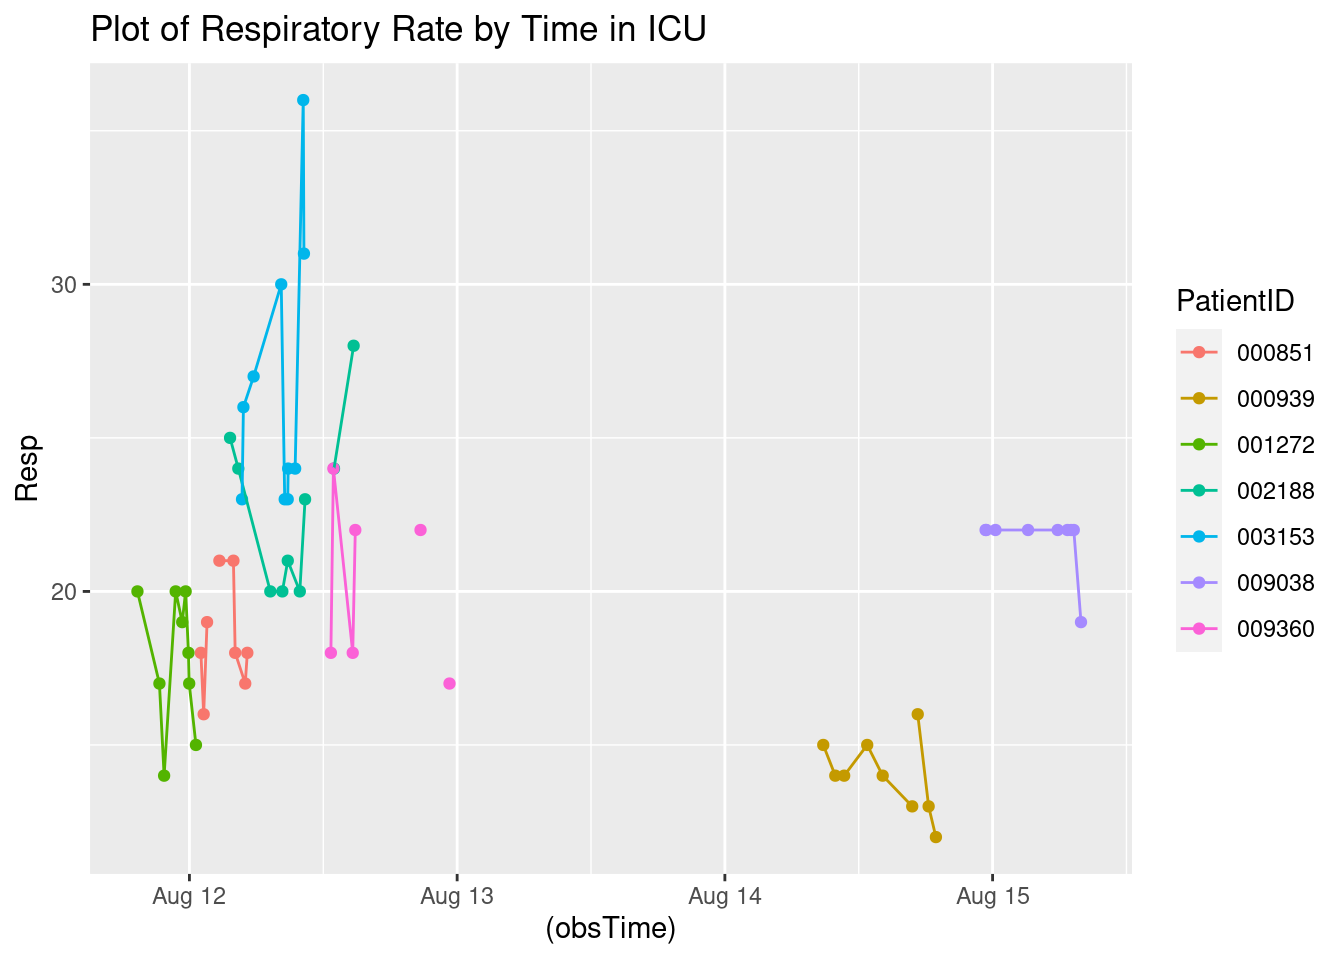 Plot of Respiratory Rate by Time in ICU
30
20
Resp
Aug 12
Aug 13
Aug 14
Aug 15
(obsTime)
PatientID
000851
000939
001272
002188
003153
009038
009360